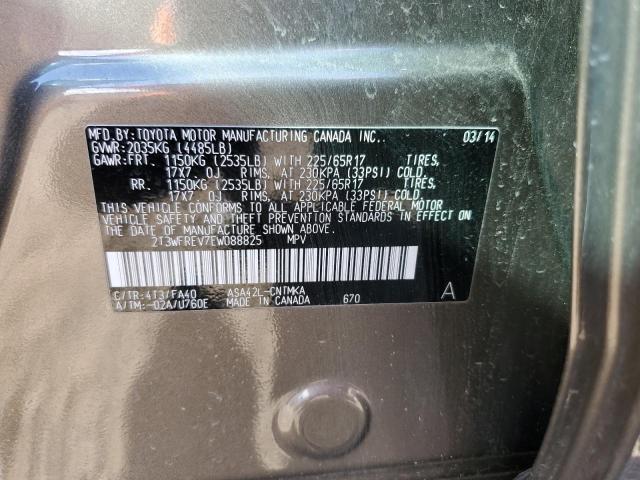 MFD.BY:TOYOTA MOTOR MANUFACTURING CANADA INC. 03/14
GVWR:2035KG (4485LB)
GAWR:FRT. 1150KG (2535LB) WITH 225/65R17 TIRES,
17X7.0J RIMS, AT 230KPA (33PSI) COLD.
RR. 1150KG (2535LB) WITH 225/65R17 TIRES,
17X7.0J RIMS, AT 230KPA (33PSI) COLD.
THIS VEHICLE CONFORMS TO ALL APPLICABLE FEDERAL MOTOR
VEHICLE SAFETY AND THEFT PREVENTION STANDARDS IN EFFECT ON
THE DATE OF MANUFACTURE SHOWN ABOVE.
2T3WFREV7EW088825 MPV
C/TR:4T3/FA40 ASA42L-CNTMKA
A/TM:-02A/U760E MADE IN CANADA 670 A